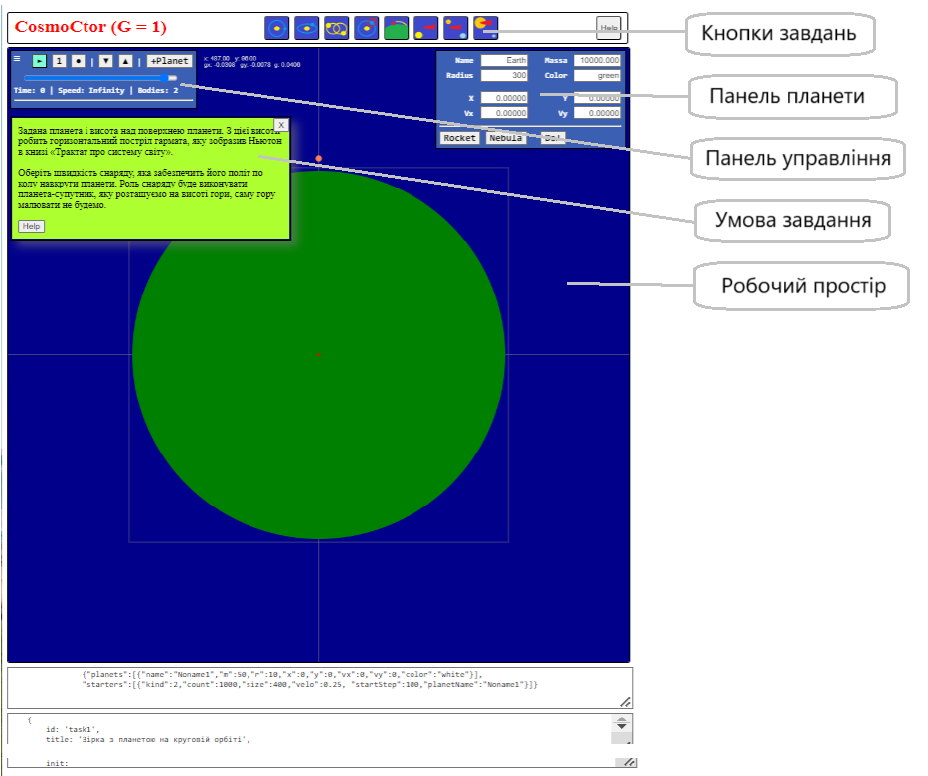 CosmoCtor (G = 1)
Help
Кнопки завдань
Панель планети
Панель управління
Умова завдання
Робочий простір
≡ ► 1 ● | ▼ ▲ | +Planet
Time: 0 | Speed: Infinity | Bodies: 2
x: 487.00 y: 9600
gx: -0.0398 gy:-0.0078 g: 0.0406
Name Earth Massa 10000.000
Radius 300 Color green
X 0.00000 Y 0.00000
Vx 0.00000 Vy 0.00000
Rocket Nebula
X
Задана планета і висота над поверхнею планети. З цієї висоти
робить горизонтальний постріл гармата, яку зобразив Ньютон
в книзі «Трактат про систему світу».
Оберіть швидкість снаряду, яка забезпечить його політ по
колу навкруги планети. Роль снаряду буде виконувати
планета-супутник, яку розташуємо на висоті гори, саму гору
малювати не будемо.
Help
{"planets":[{"name":"Noname1","m":50,"r":10,"x":0,"y":0,"vx":0,"vy":0,"color":"white"}],
"starters":[{"kind":2,"count":1000,"size":400,"velo":0.25, "startStep":100,"planetName":"Noname1"}]}
{
id: 'task1',
title: 'Зірка з планетою на круговій орбіті',
init: